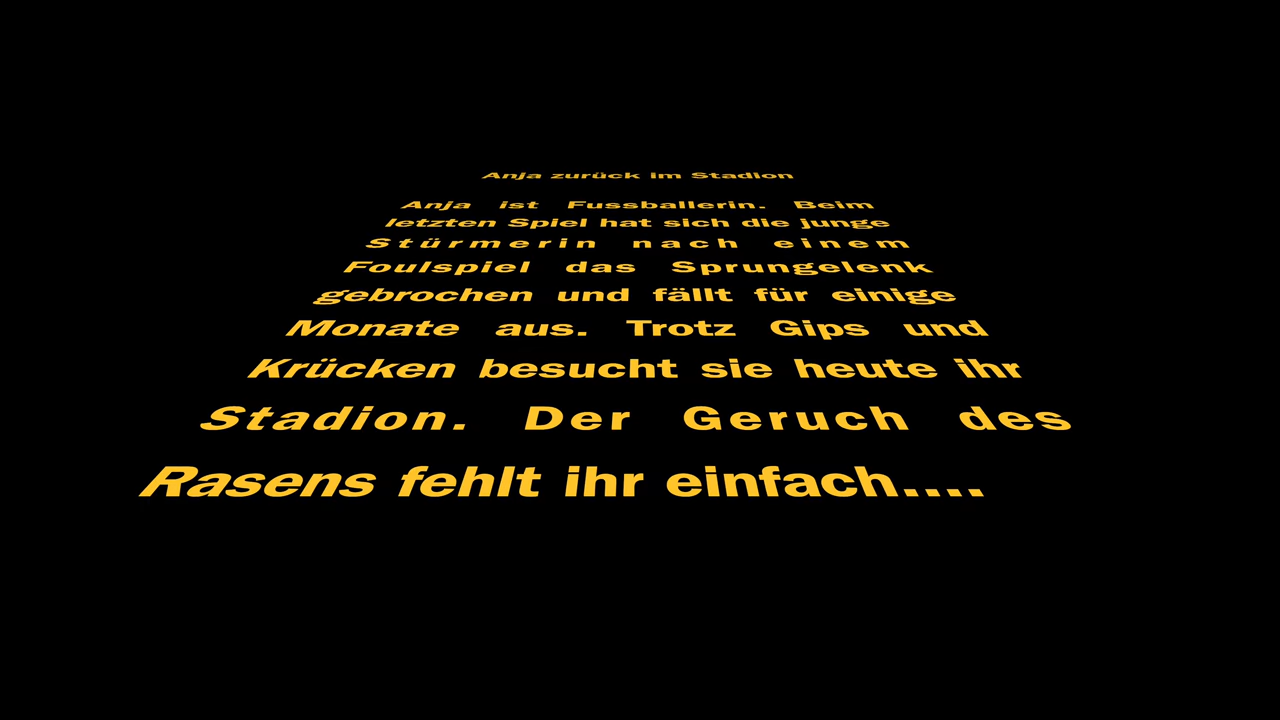 Anja zurück im Stadion
Anja ist Fussballerin. Beim
letzten Spiel hat sich die junge
Stürmerin nach einem
Foulspiel das Sprungelenk
gebrochen und fällt für einige
Monate aus. Trotz Gips und
Krücken besucht sie heute ihr
Stadion. Der Geruch des
Rasens fehlt ihr einfach....